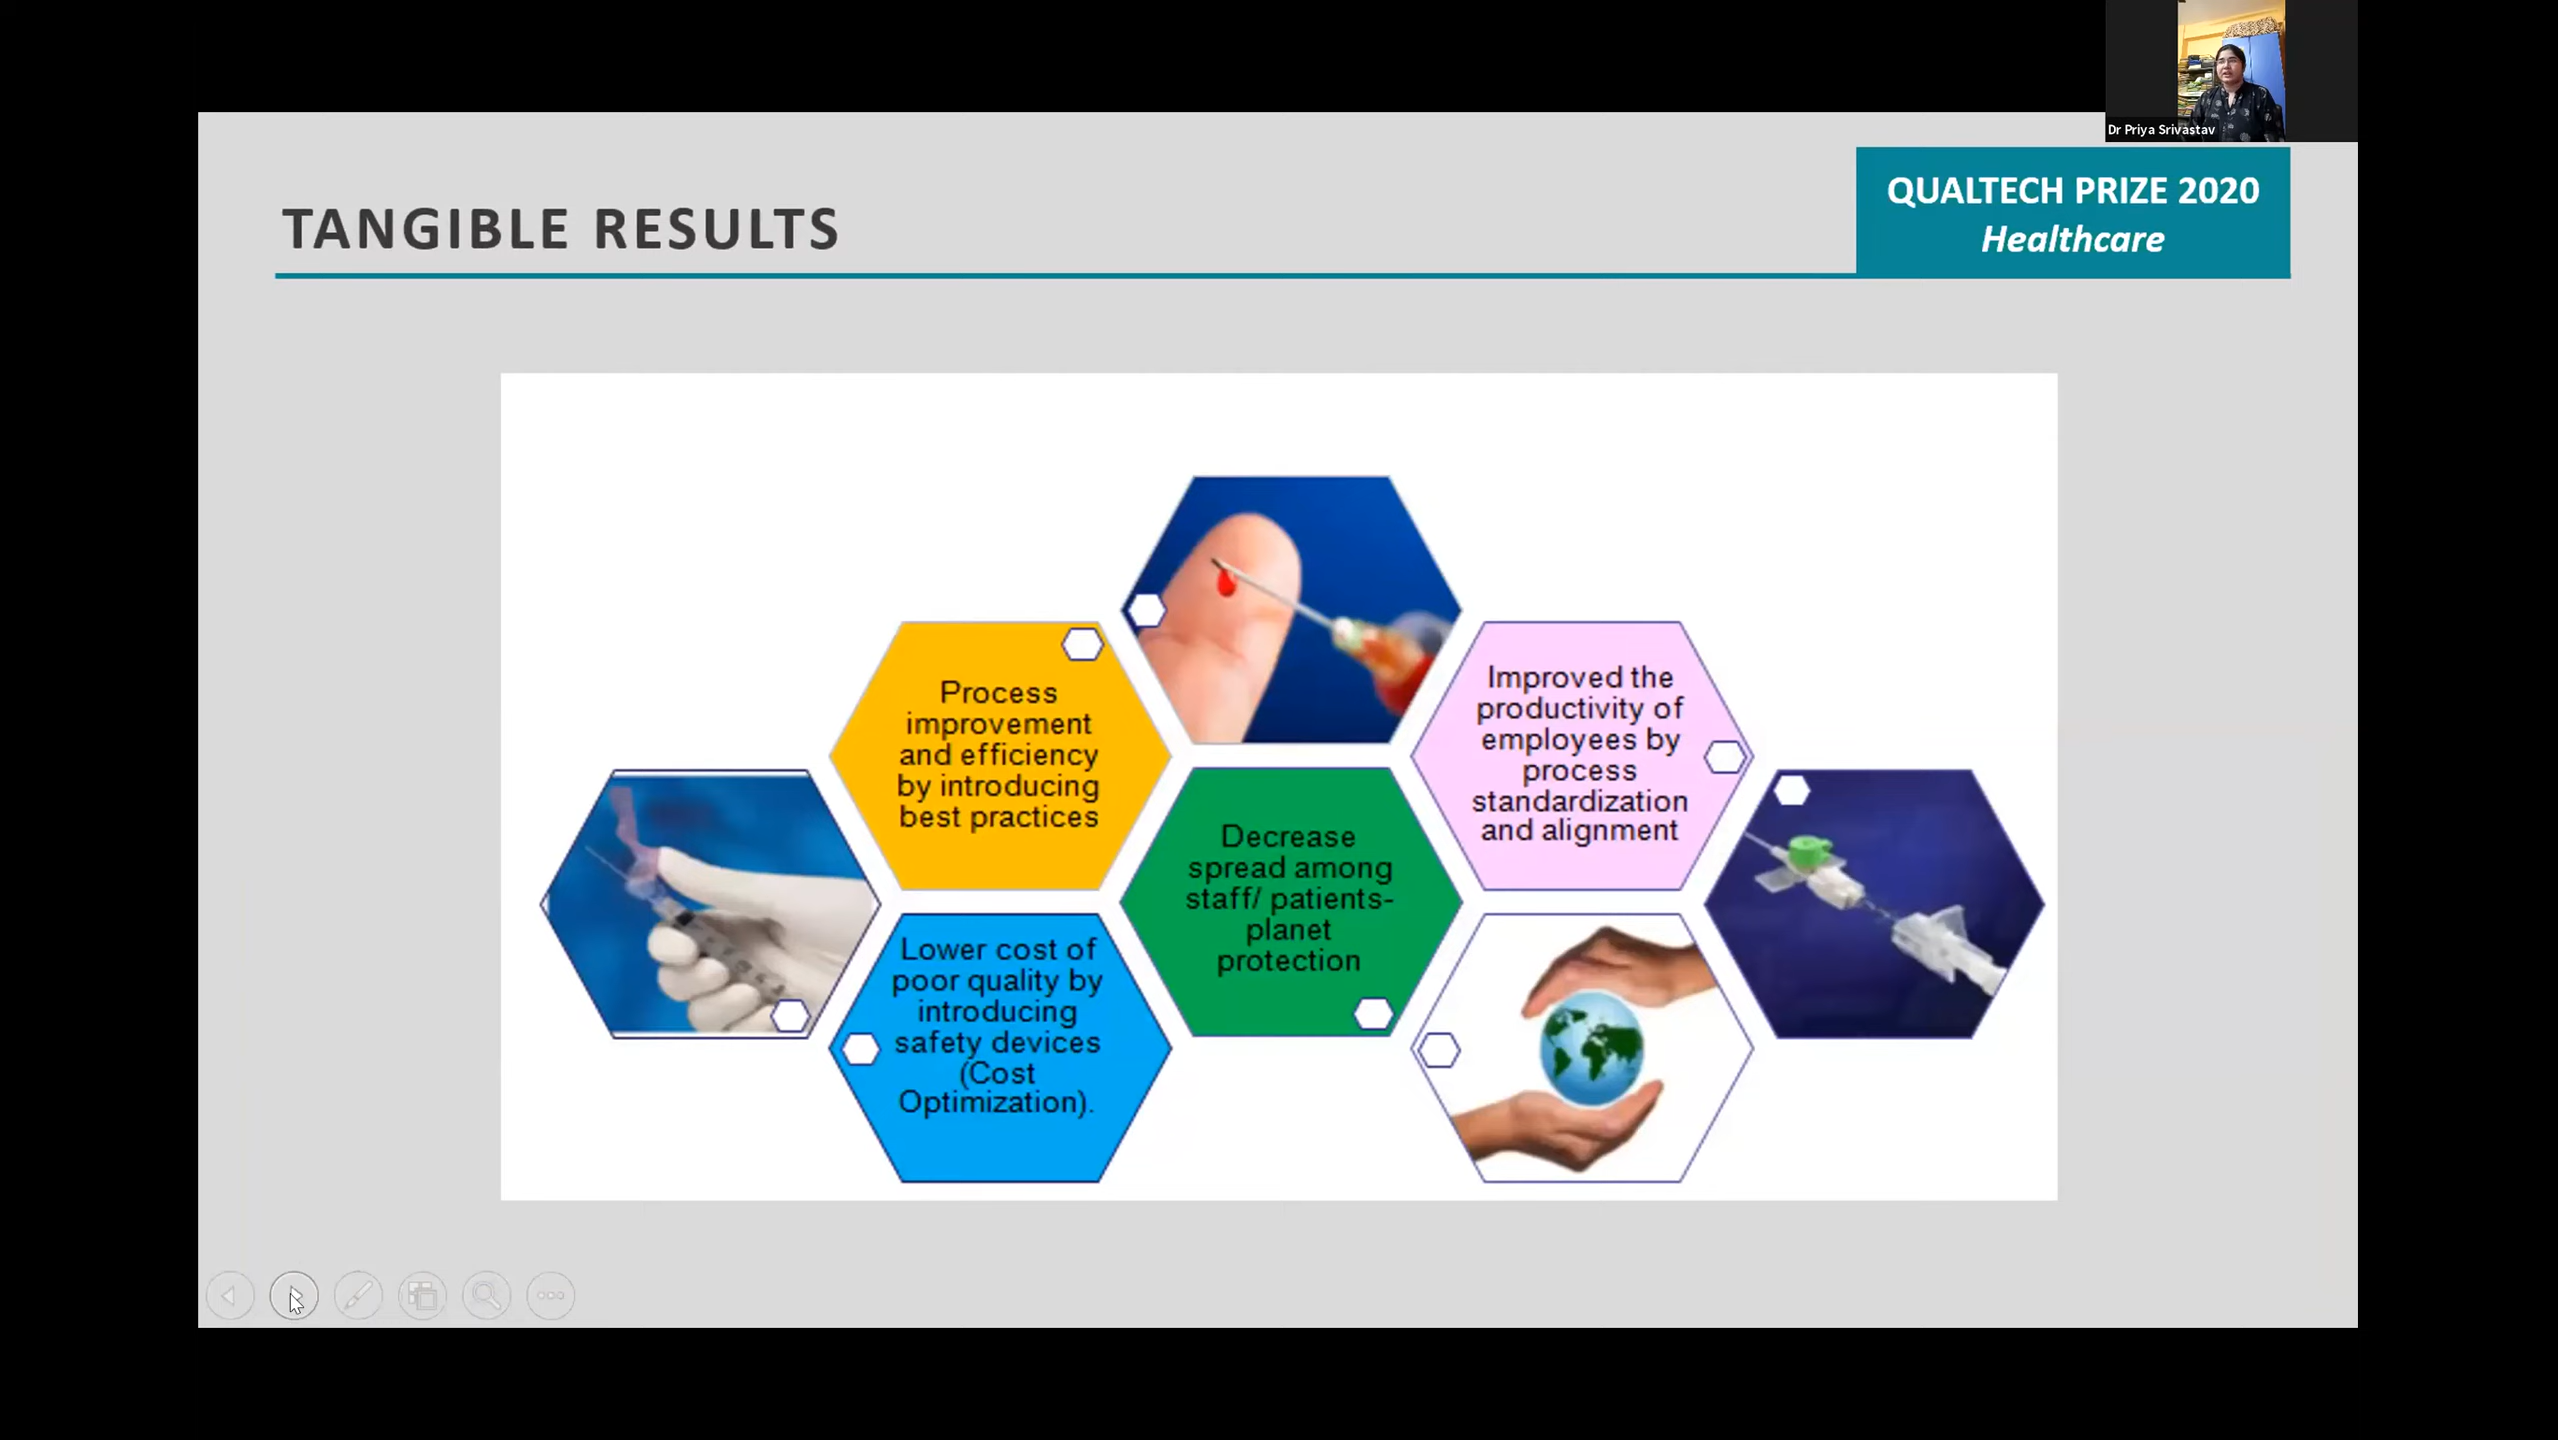 Dr Priya Srivastav
QUALTECH PRIZE 2020
Healthcare
TANGIBLE RESULTS
Process
improvement
and efficiency
by introducing
best practices
Improved the
productivity of
employees by
process
standardization
and alignment
Decrease
spread among
staff/ patients-
planet
protection
Lower cost of
poor quality by
introducing
safety devices
(Cost
Optimization).